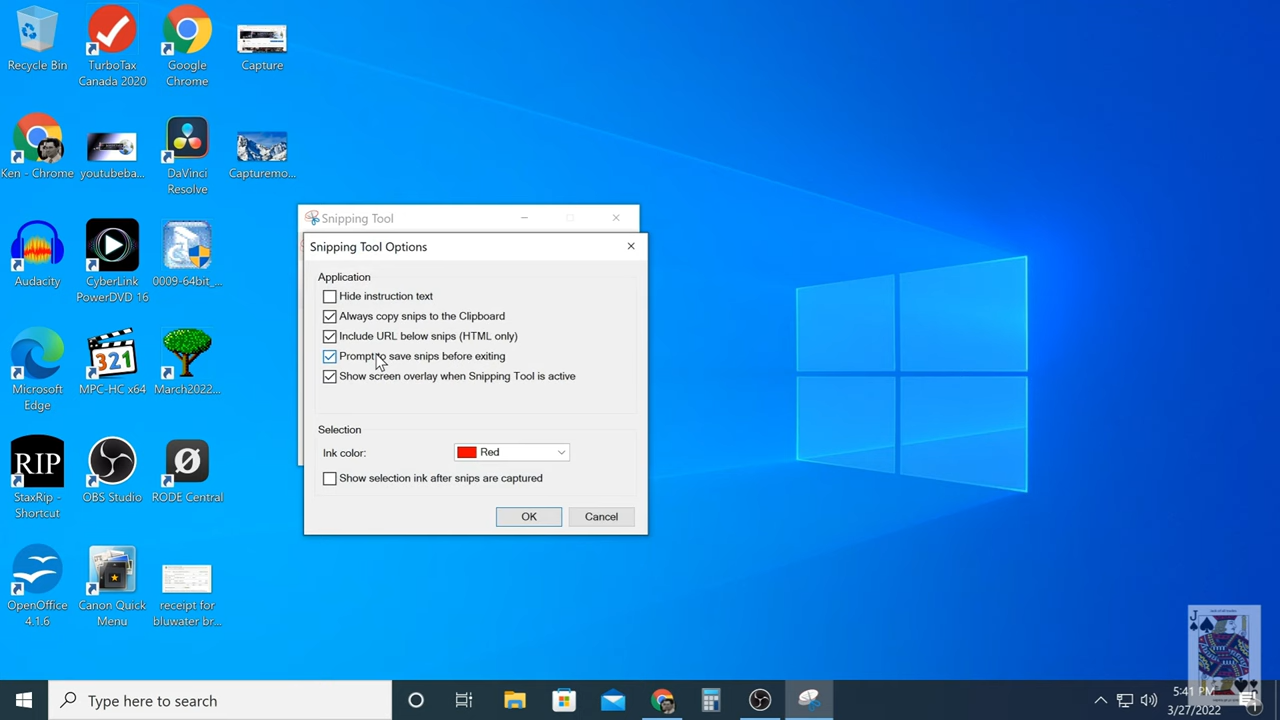 Recycle Bin
TurboTax
Canada 2020
Google
Chrome
Capture
Ken - Chrome
youtubeba...
DaVinci
Resolve
Capturemo...
Audacity
CyberLink
PowerDVD 16
0009-64bit_...
Microsoft
Edge
321
MPC-HC x64
March2022...
RIP
StaxRip -
Shortcut
OBS Studio
RODE Central
OpenOffice
4.1.6
Canon Quick
Menu
receipt for
bluwater br...
Snipping Tool
Snipping Tool Options
Application
Hide instruction text
Always copy snips to the Clipboard
Include URL below snips (HTML only)
Prompt to save snips before exiting
Show screen overlay when Snipping Tool is active
Selection
Ink color:
Red
Show selection ink after snips are captured
OK
Cancel
J
Type here to search
5:41 PM
3/27/2022
1